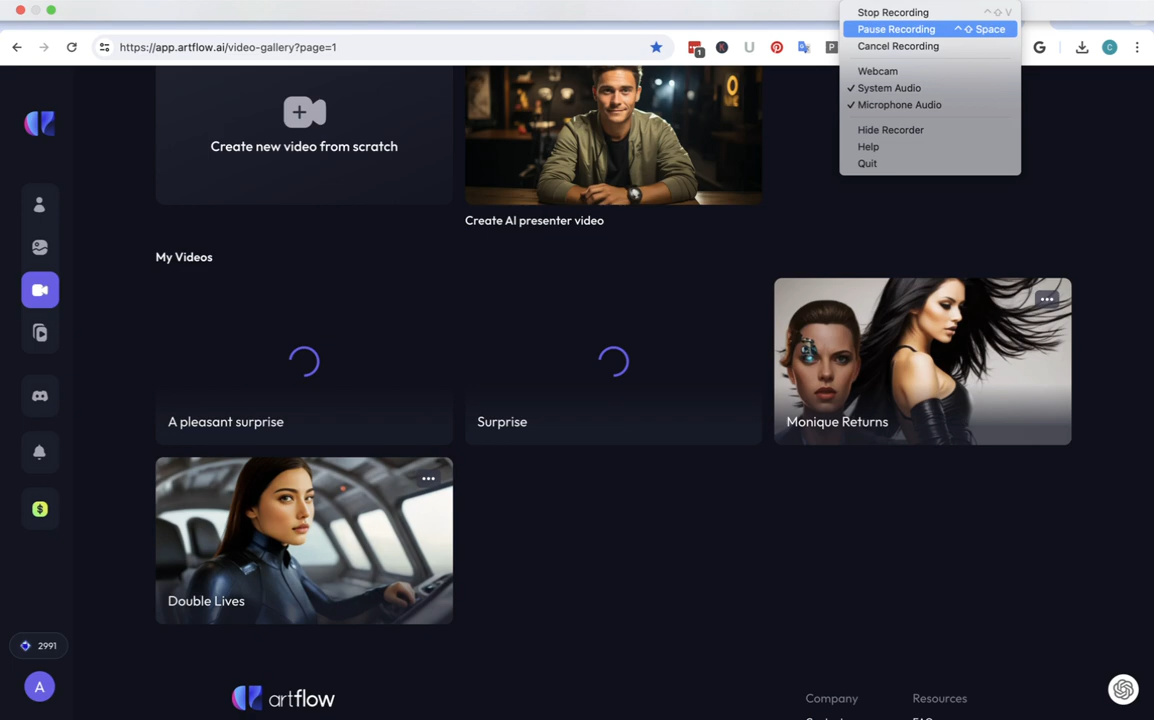 Stop Recording ^⇧V
Pause Recording ^⇧Space
Cancel Recording
Webcam
✓ System Audio
✓ Microphone Audio
Hide Recorder
Help
Quit
https://app.artflow.ai/video-gallery?page=1
1
U
P
G
C
Create new video from scratch
Create AI presenter video
My Videos
A pleasant surprise
Surprise
Monique Returns
Double Lives
$
2991
A
artflow
Company
Resources